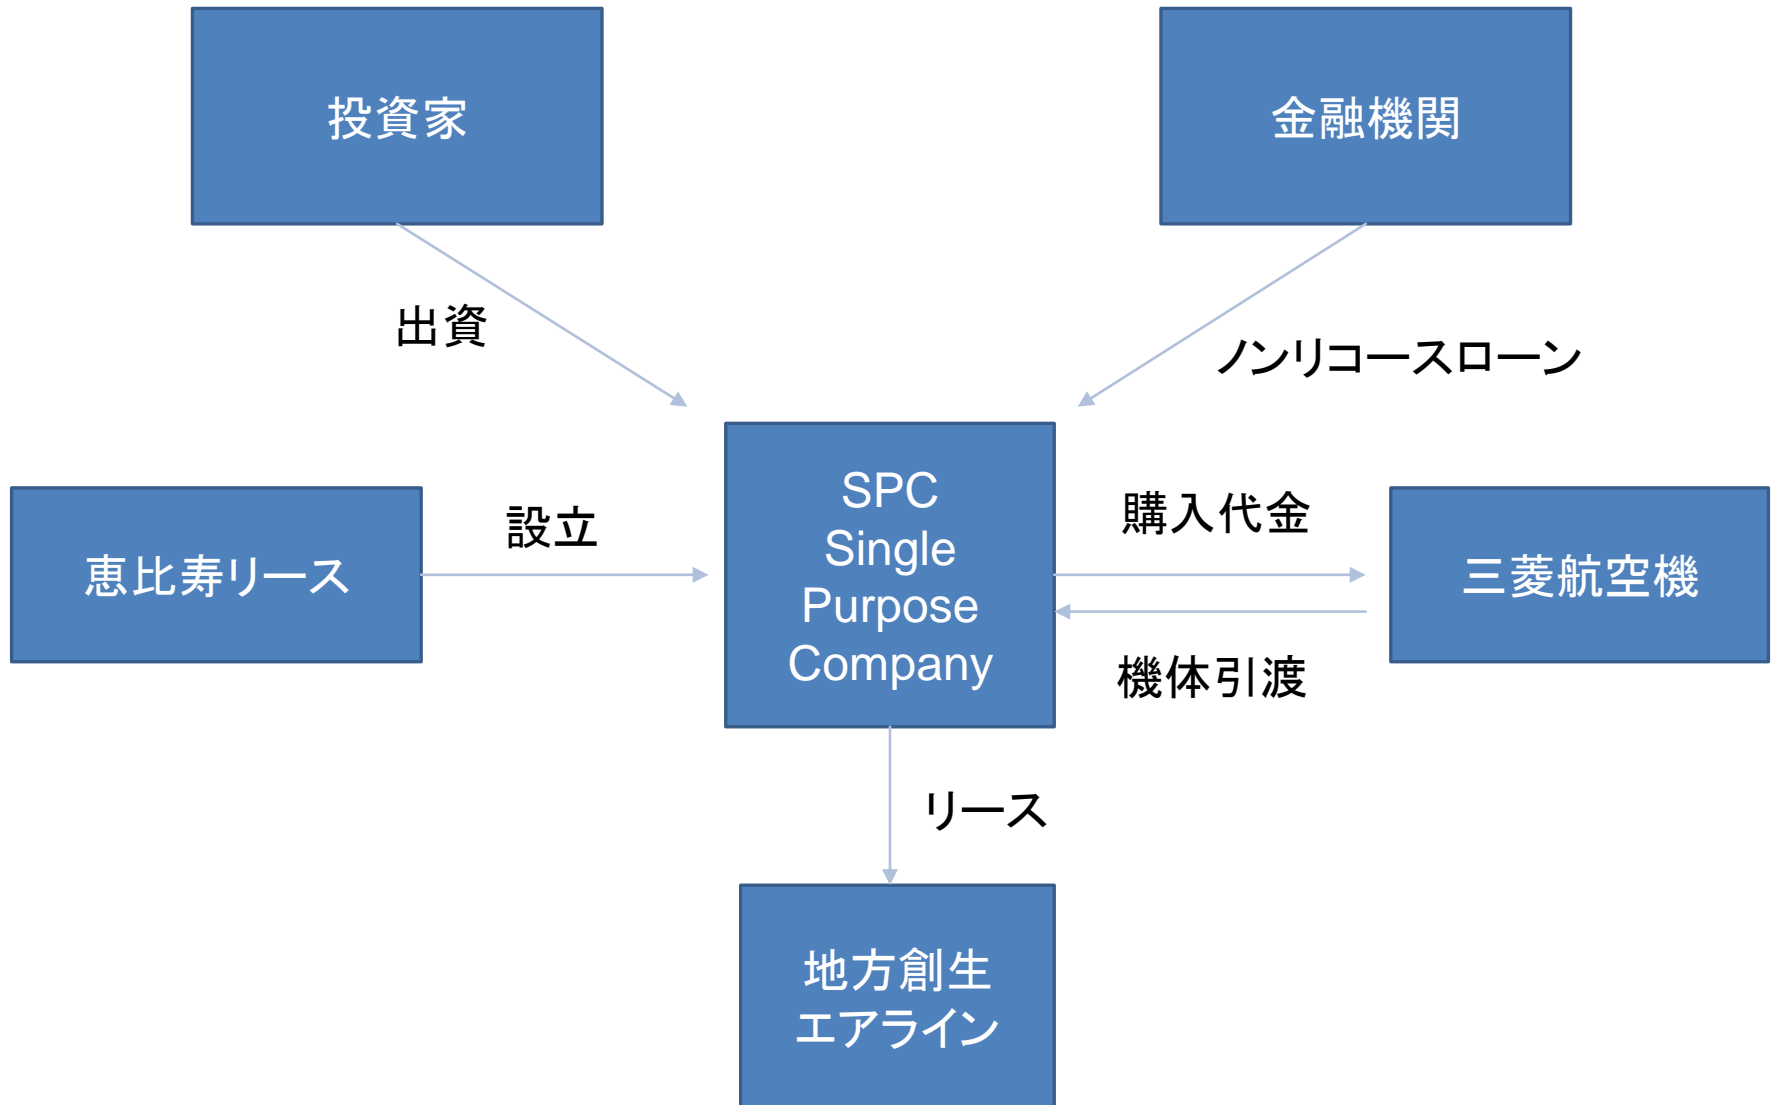 投資家
金融機関
出資
ノンリコースローン
恵比寿リース
設立
SPC
Single
Purpose
Company
購入代金
機体引渡
三菱航空機
リース
地方創生
エアライン